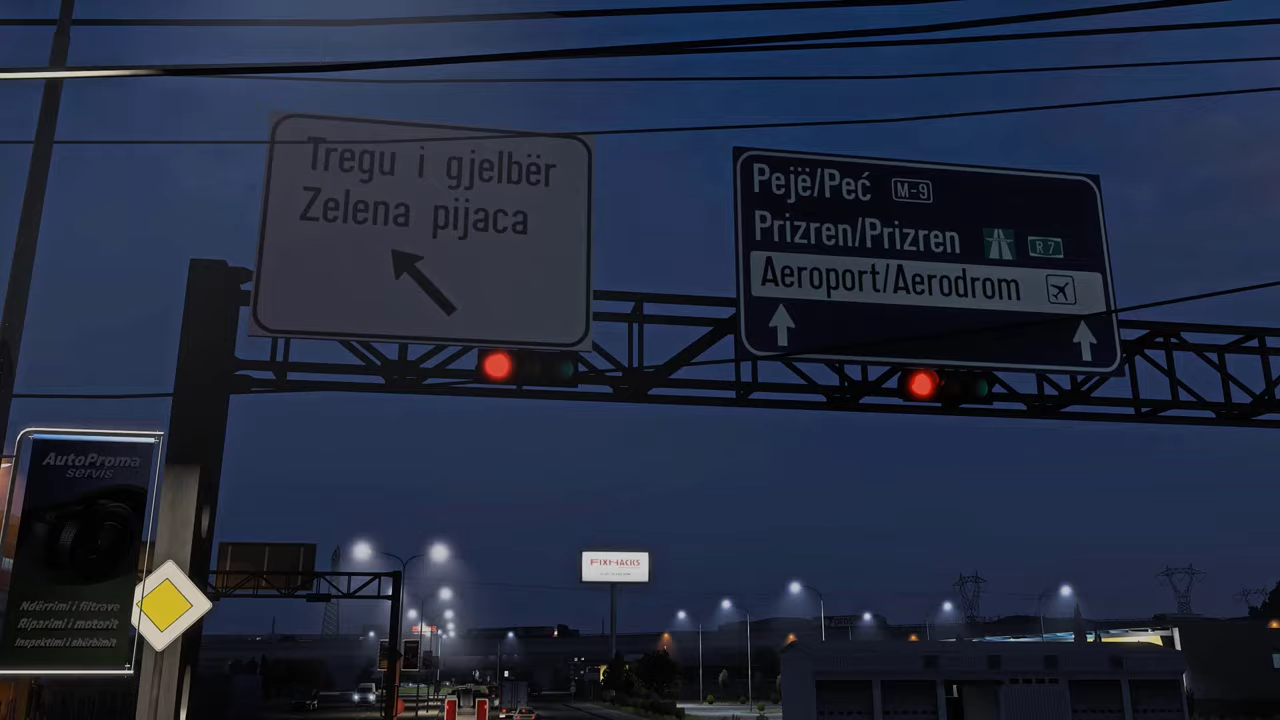 Tregu i gjelbër
Zelena pijaca
Pejë/Peć M-9
Prizren/Prizren R 7
Aeroport/Aerodrom
AutoProma
servis
Ndërrimi i filtrave
Riparimi i motorit
Inspektimi i shërbimit
FIXHACKS